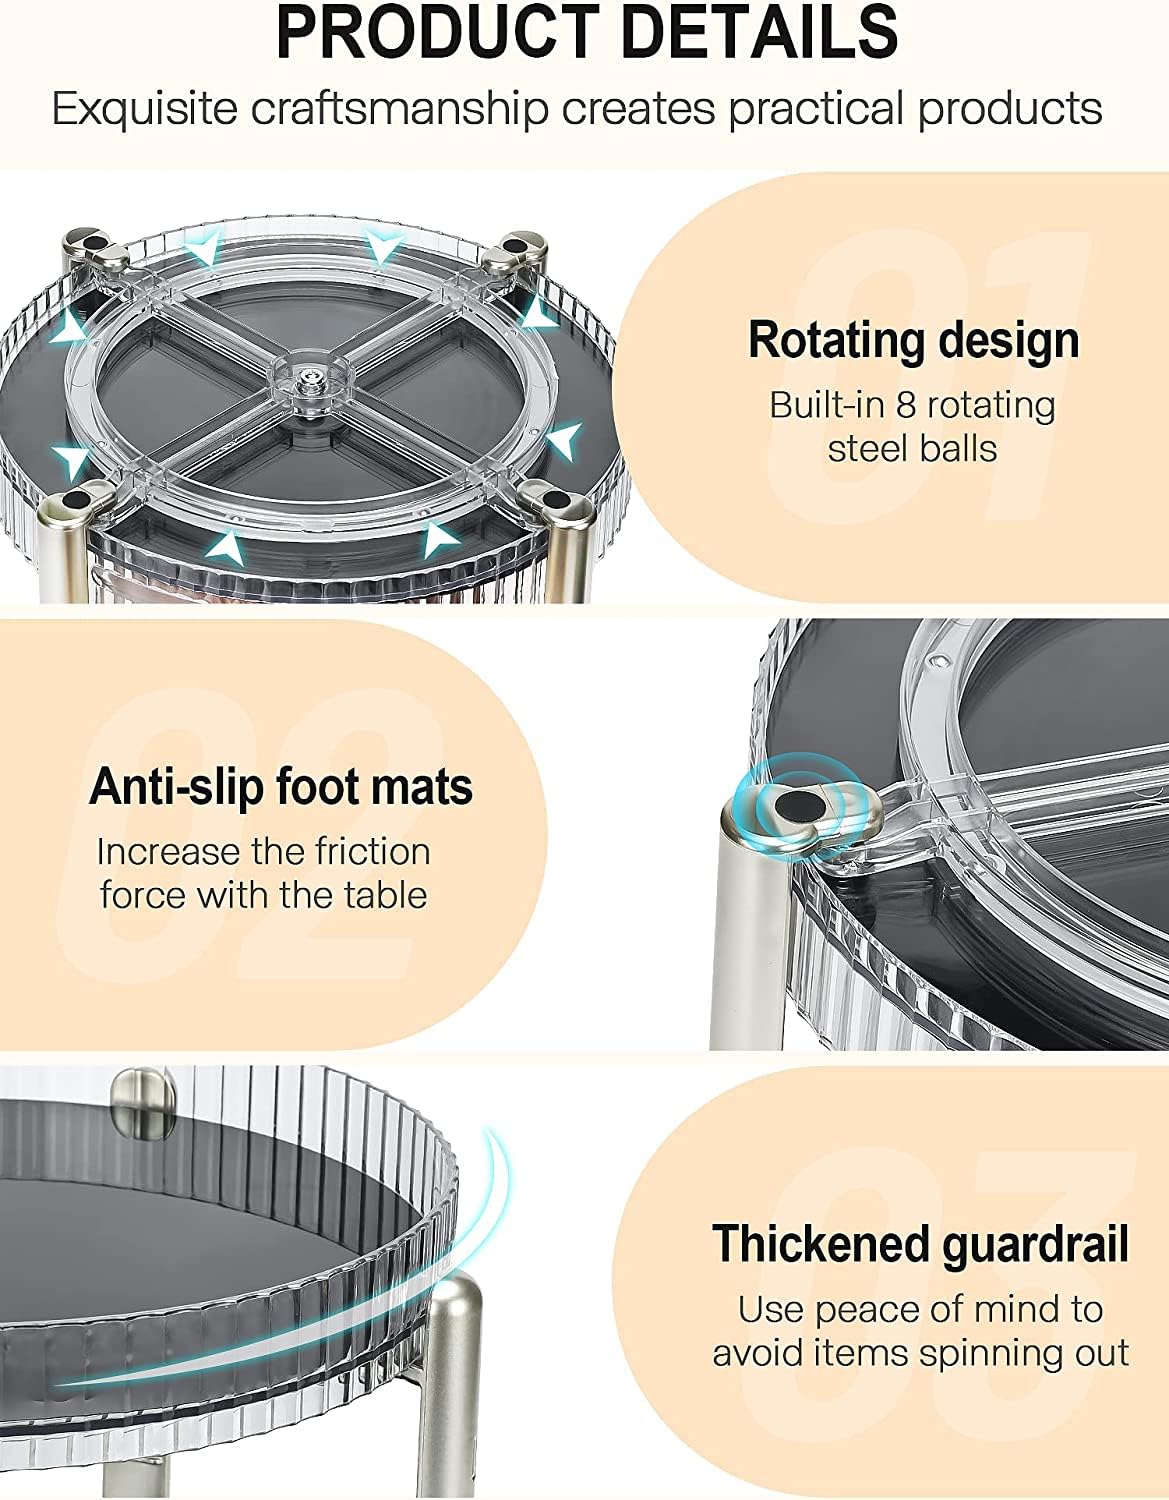 PRODUCT DETAILS
Exquisite craftsmanship creates practical products
01
Rotating design
Built-in 8 rotating
steel balls
02
Anti-slip foot mats
Increase the friction
force with the table
03
Thickened guardrail
Use peace of mind to
avoid items spinning out